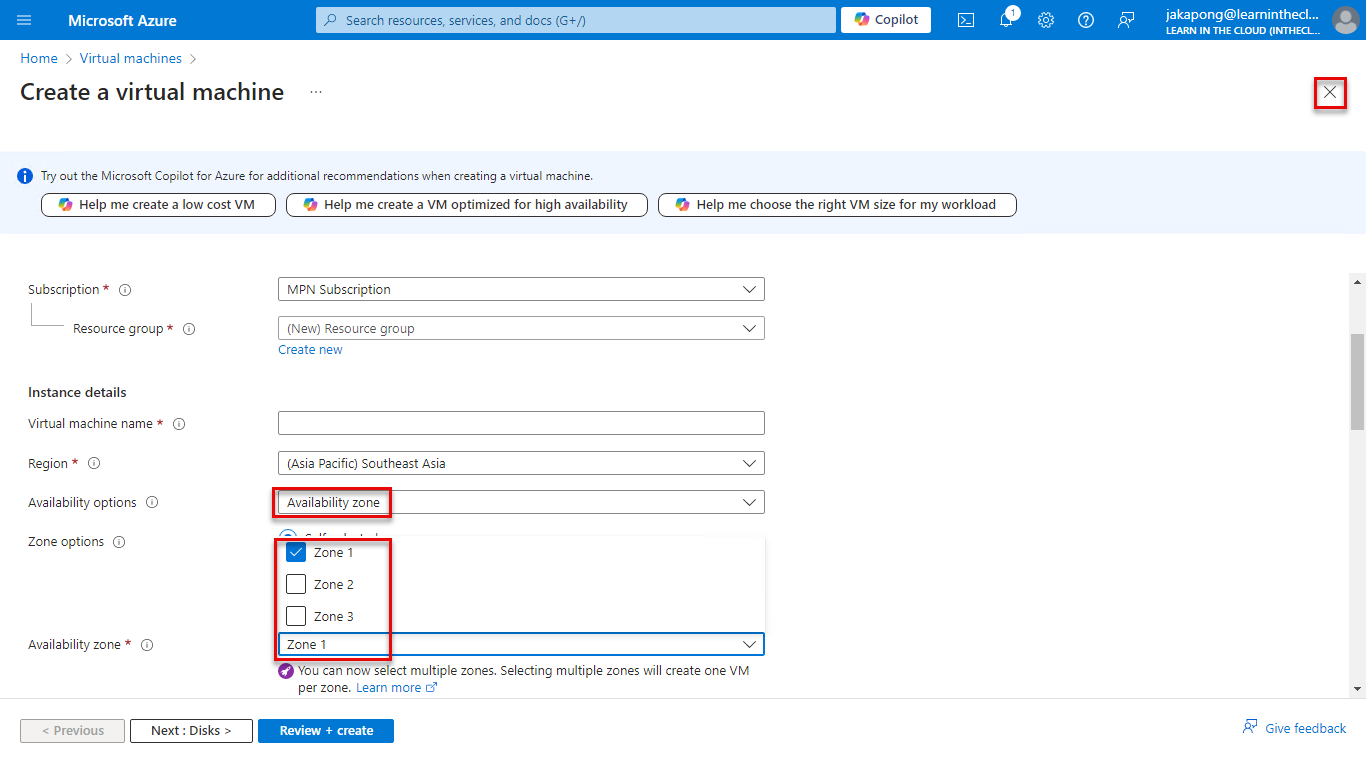 Microsoft Azure
Search resources, services, and docs (G+/)
Copilot
1
jakapong@learninthecl...
LEARN IN THE CLOUD (INTHECL...
Home > Virtual machines >
Create a virtual machine ...
Try out the Microsoft Copilot for Azure for additional recommendations when creating a virtual machine.
Help me create a low cost VM
Help me create a VM optimized for high availability
Help me choose the right VM size for my workload
Subscription *
MPN Subscription
Resource group *
(New) Resource group
Create new
Instance details
Virtual machine name *
Region *
(Asia Pacific) Southeast Asia
Availability options
Availability zone
Zone options
Zone 1
Zone 2
Zone 3
Availability zone *
Zone 1
You can now select multiple zones. Selecting multiple zones will create one VM
per zone. Learn more
< Previous
Next : Disks >
Review + create
Give feedback